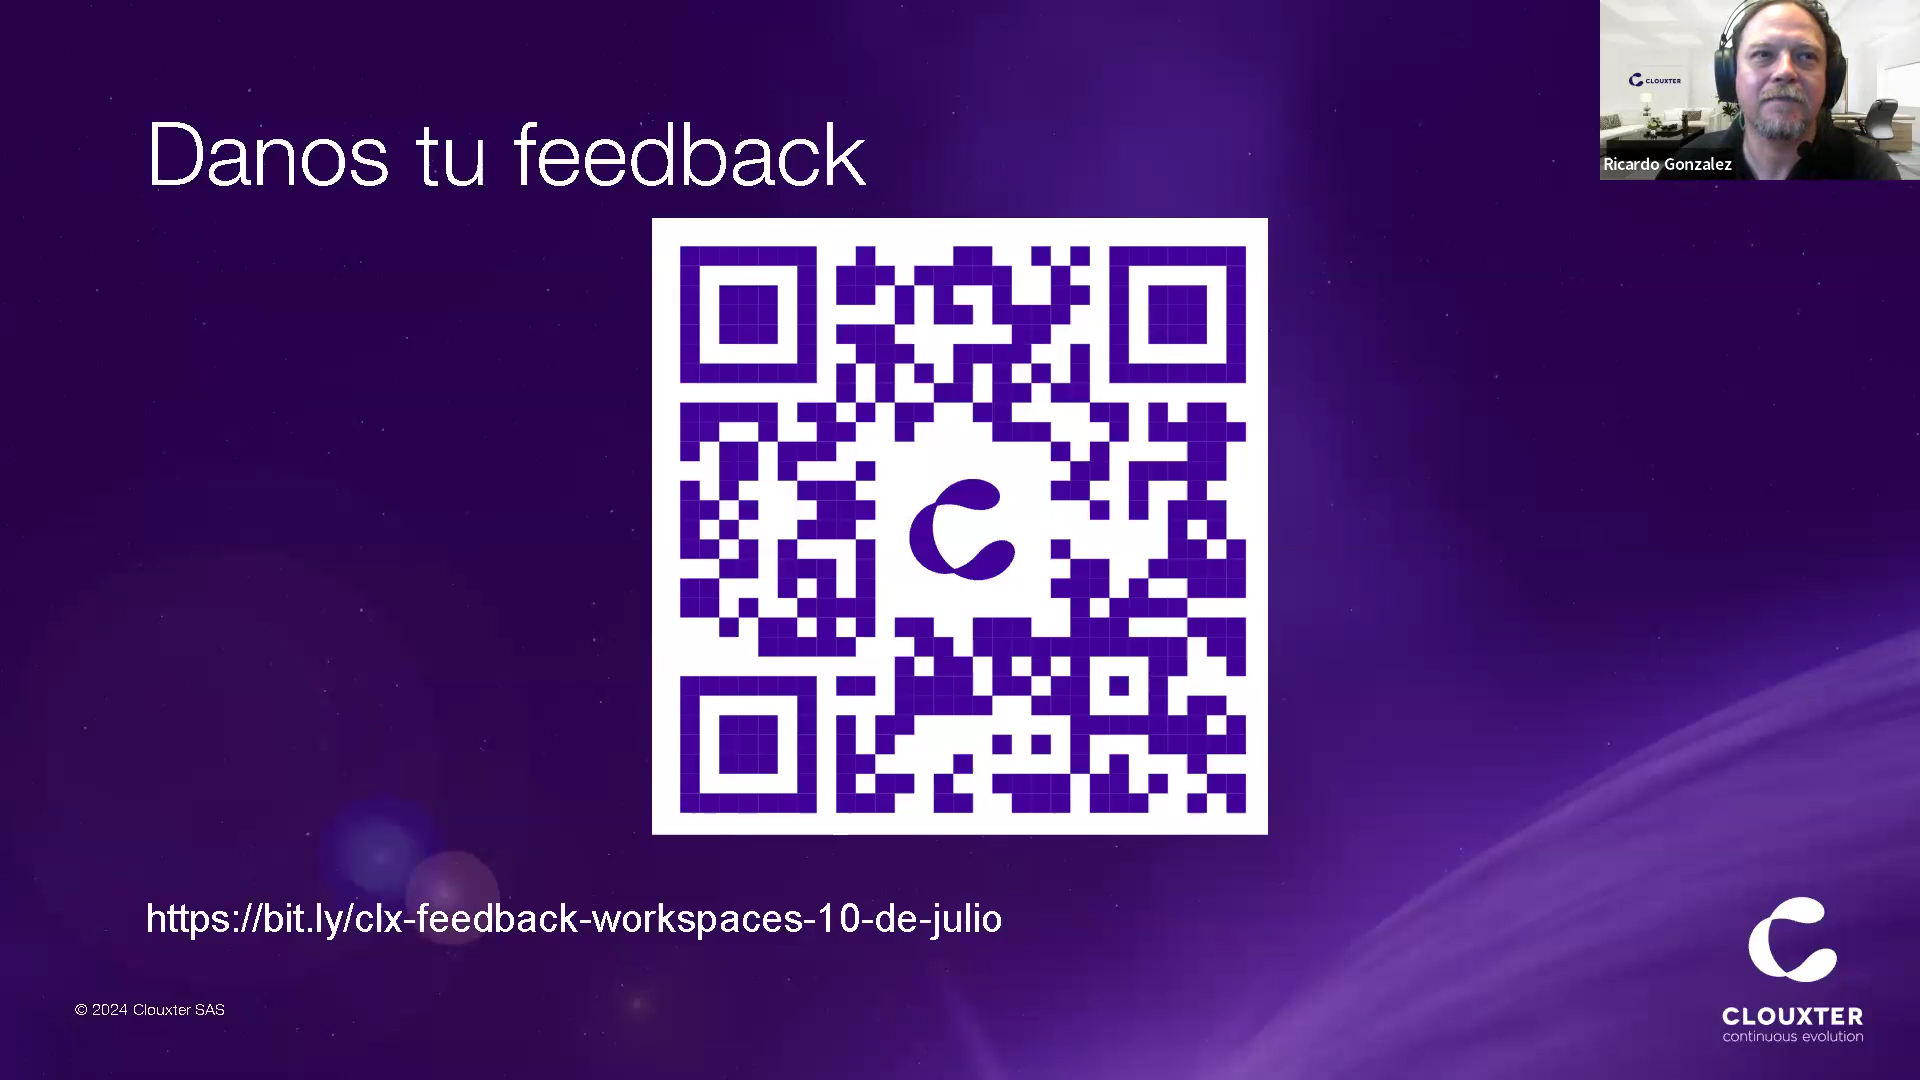 CLOUXTER
Ricardo Gonzalez
Danos tu feedback
https://bit.ly/clx-feedback-workspaces-10-de-julio
© 2024 Clouxter SAS
CLOUXTER
continuous evolution